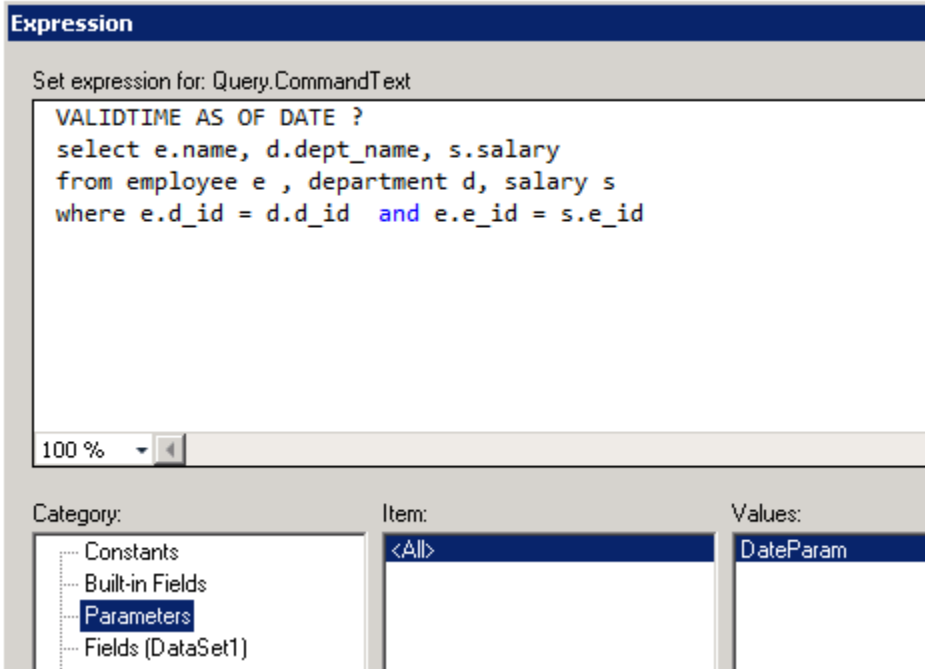 Expression
Set expression for: Query.CommandText
VALIDTIME AS OF DATE ?
select e.name, d.dept_name, s.salary
from employee e , department d, salary s
where e.d_id = d.d_id  and e.e_id = s.e_id
100 %
Category:
Item:
Values:
Constants
<All>
DateParam
Built-in Fields
Parameters
Fields (DataSet1)